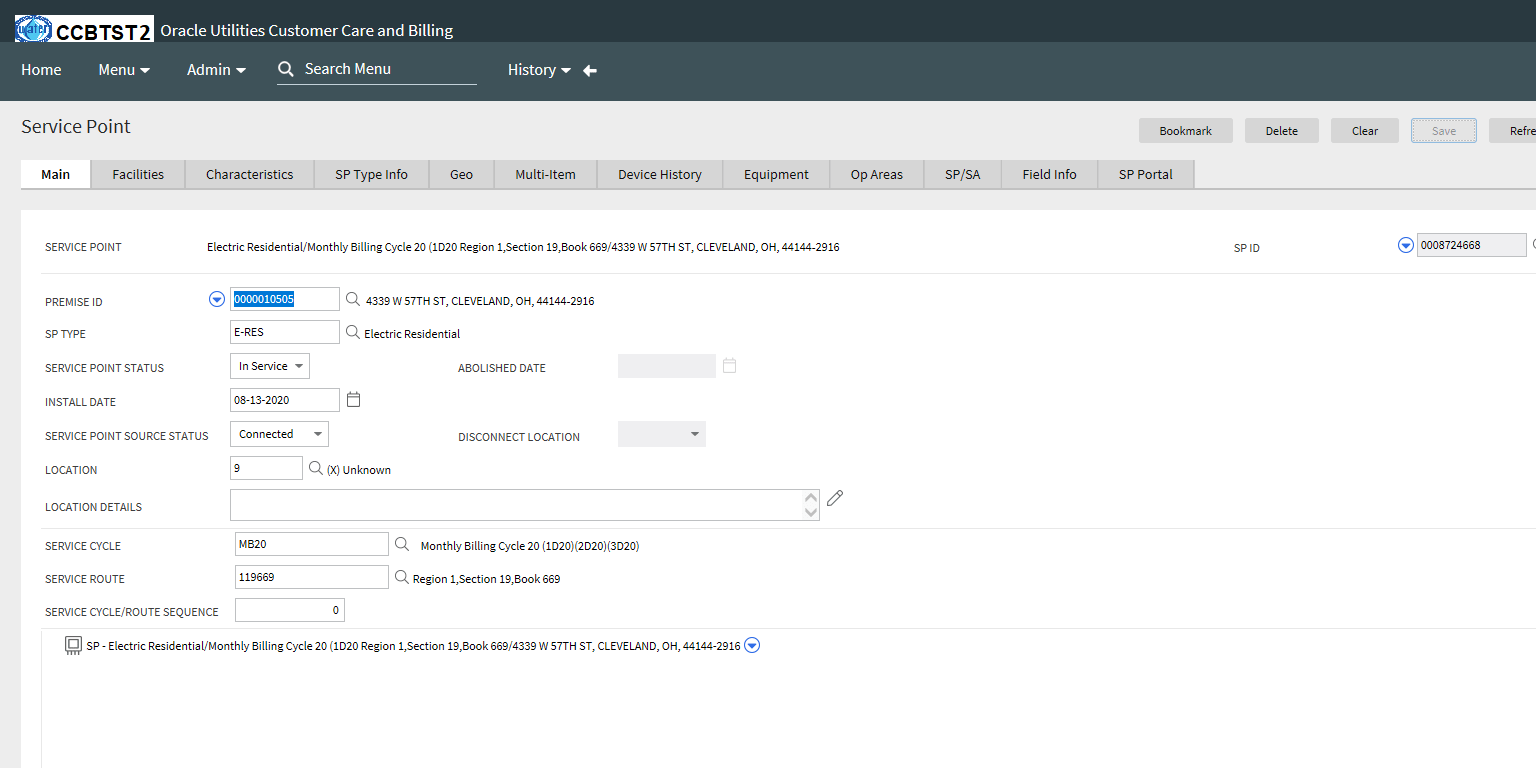 water CCBTST2 Oracle Utilities Customer Care and Billing
Home Menu Admin Search Menu History
Service Point
Bookmark Delete Clear Save Refre
Main Facilities Characteristics SP Type Info Geo Multi-Item Device History Equipment Op Areas SP/SA Field Info SP Portal
SERVICE POINT Electric Residential/Monthly Billing Cycle 20 (1D20 Region 1,Section 19,Book 669/4339 W 57TH ST, CLEVELAND, OH, 44144-2916 SP ID 0008724668
PREMISE ID 0000010505 4339 W 57TH ST, CLEVELAND, OH, 44144-2916
SP TYPE E-RES Electric Residential
SERVICE POINT STATUS In Service ABOLISHED DATE
INSTALL DATE 08-13-2020
SERVICE POINT SOURCE STATUS Connected DISCONNECT LOCATION
LOCATION 9 (X) Unknown
LOCATION DETAILS
SERVICE CYCLE MB20 Monthly Billing Cycle 20 (1D20)(2D20)(3D20)
SERVICE ROUTE 119669 Region 1,Section 19,Book 669
SERVICE CYCLE/ROUTE SEQUENCE 0
SP - Electric Residential/Monthly Billing Cycle 20 (1D20 Region 1,Section 19,Book 669/4339 W 57TH ST, CLEVELAND, OH, 44144-2916